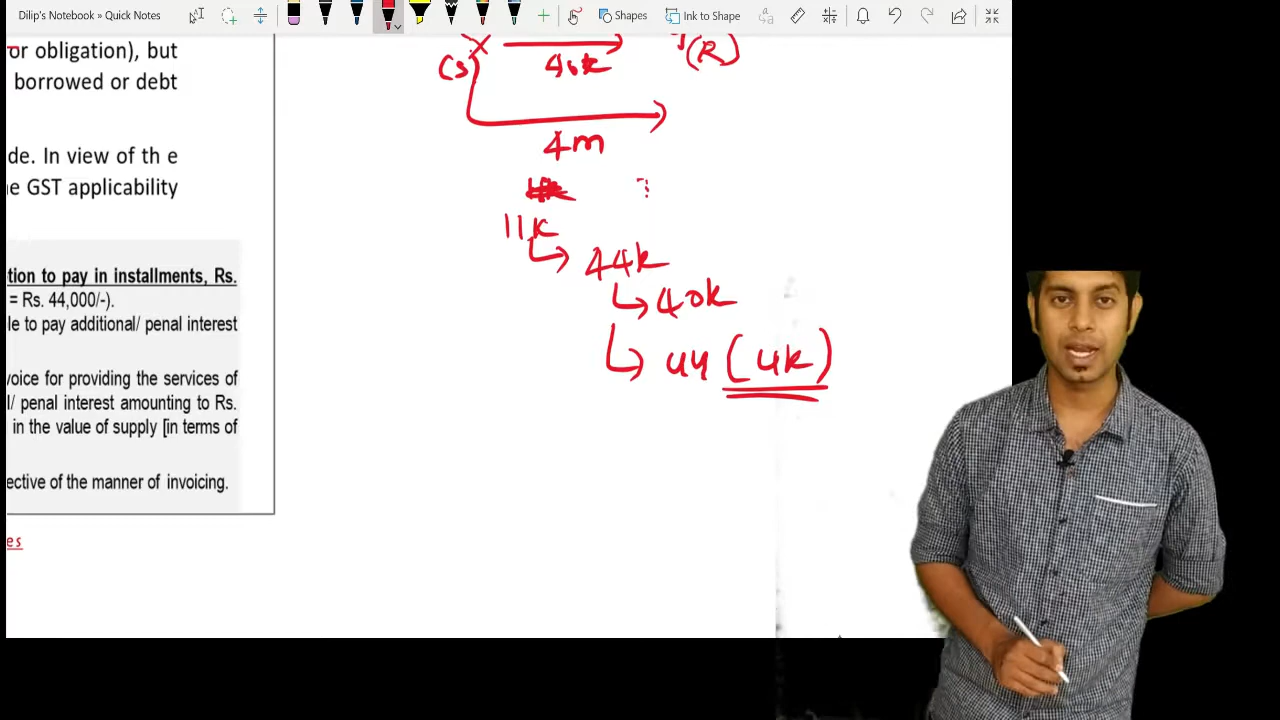 Dilip's Notebook » Quick Notes
Shapes
Ink to Shape
or obligation), but
borrowed or debt
de. In view of th e
e GST applicability
tion to pay in installments, Rs.
= Rs. 44,000/-).
le to pay additional/ penal interest
voice for providing the services of
l/ penal interest amounting to Rs.
in the value of supply [in terms of
ective of the manner of invoicing.
es
(S)
40k
(R)
4m
11k
44k
40k
44 (4k)